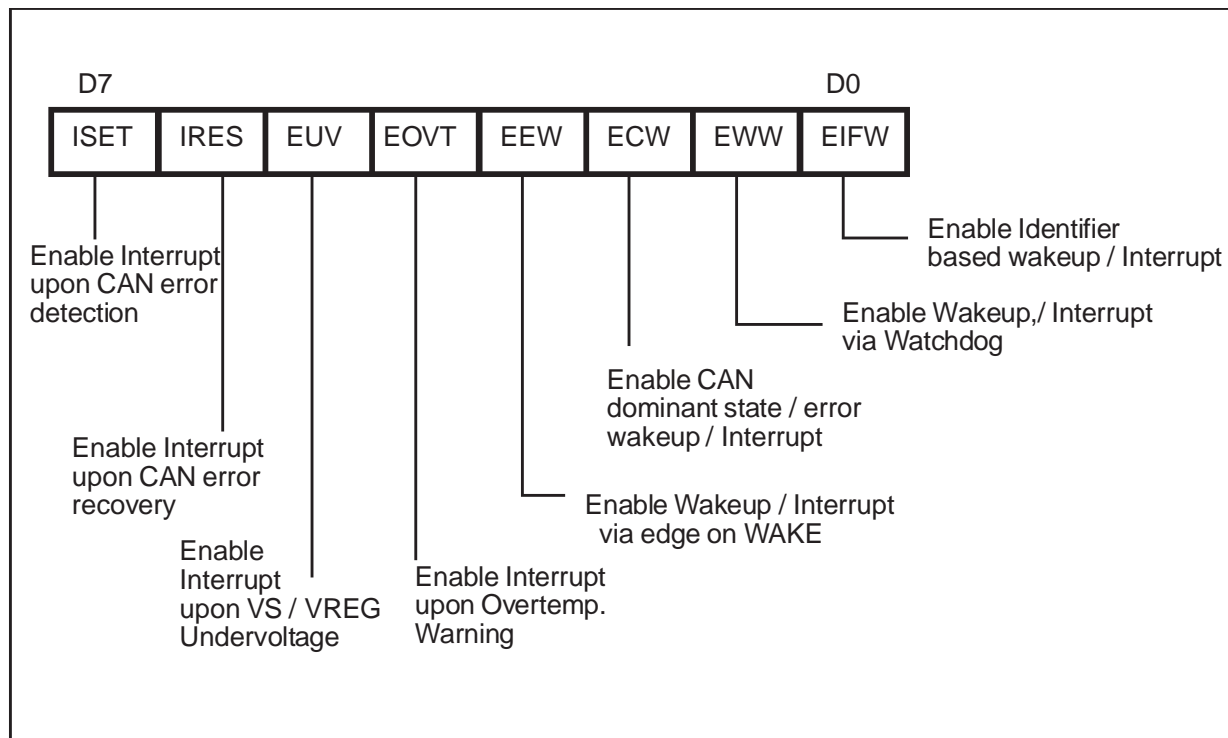 D7 D0
ISET IRES EUV EOVT EEW ECW EWW EIFW
Enable Interrupt
upon CAN error
detection
Enable Identifier
based wakeup / Interrupt
Enable Wakeup,/ Interrupt
via Watchdog
Enable CAN
dominant state / error
wakeup / Interrupt
Enable Interrupt
upon CAN error
recovery
Enable Wakeup / Interrupt
via edge on WAKE
Enable
Interrupt
upon VS / VREG
Undervoltage
Enable Interrupt
upon Overtemp.
Warning